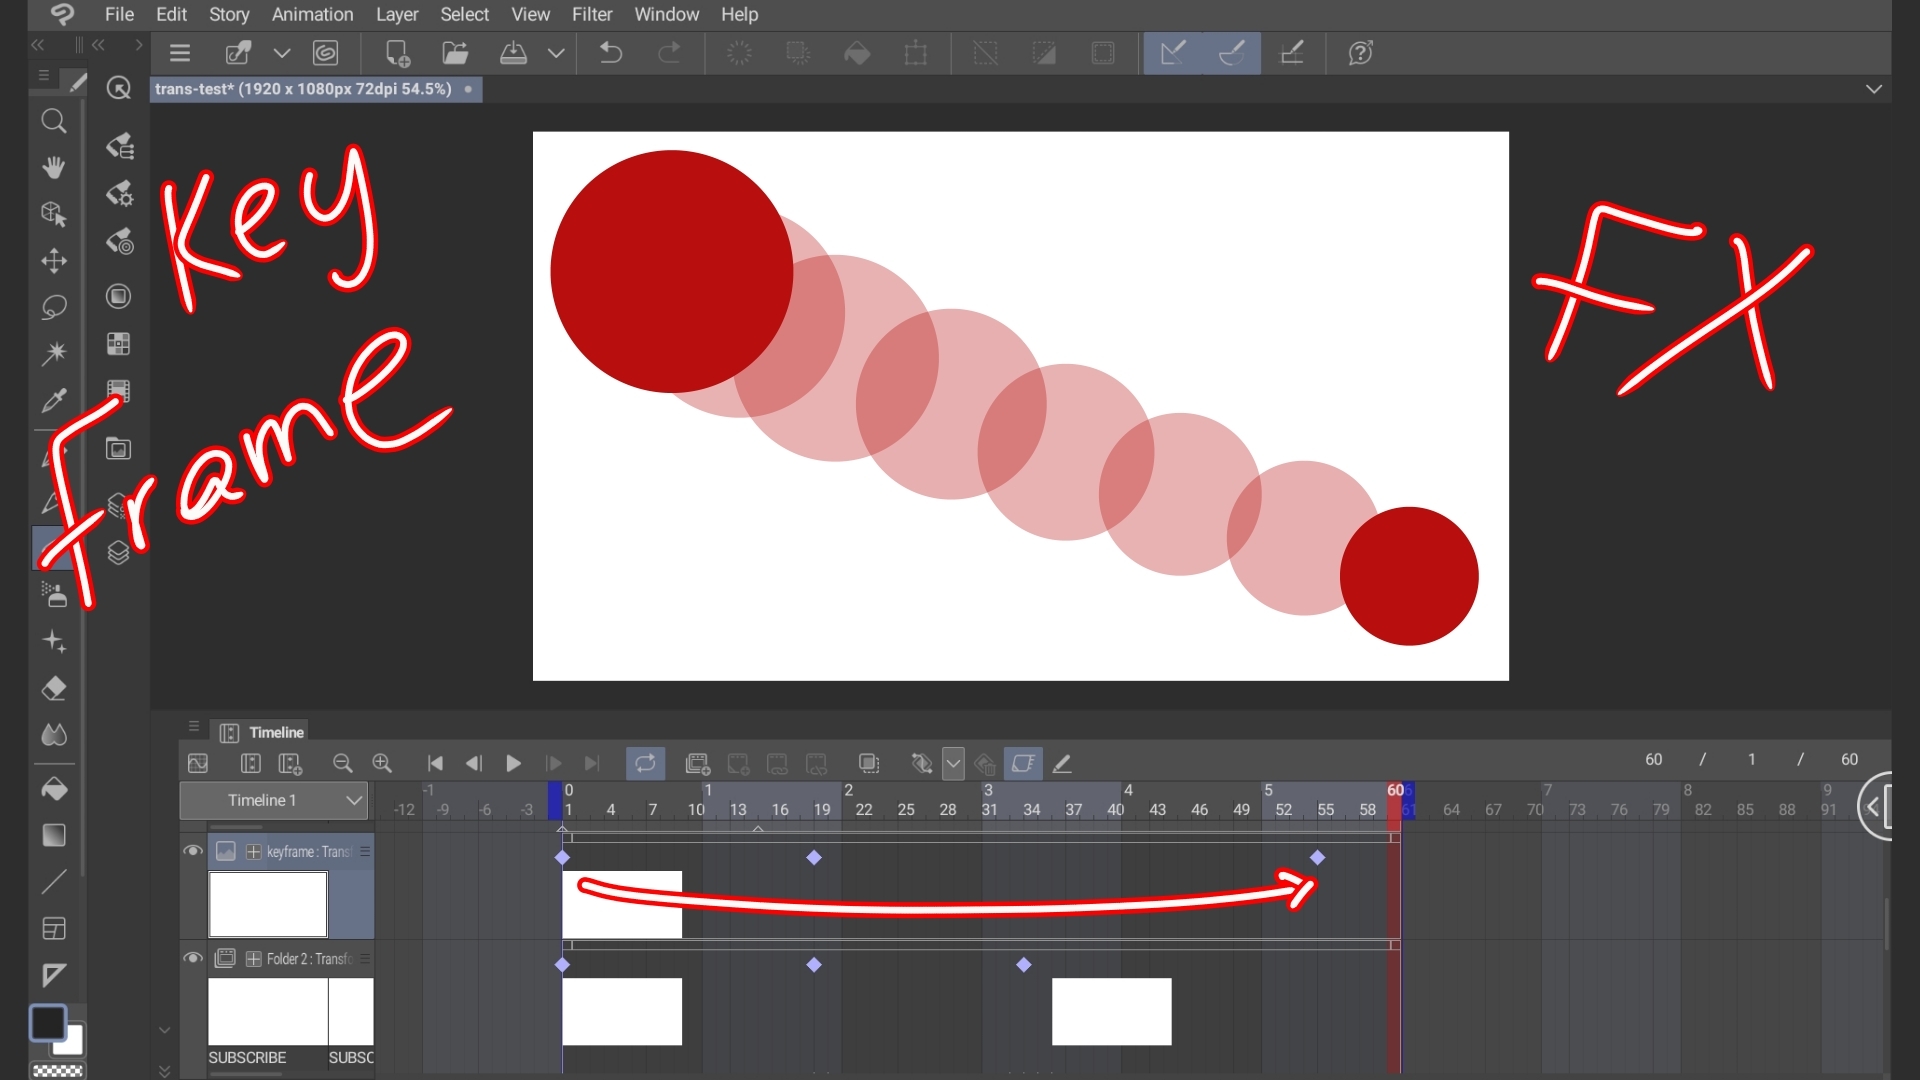 File Edit Story Animation Layer Select View Filter Window Help
trans-test* (1920 x 1080px 72dpi 54.5%)
Key
Frame
FX
Timeline
60 / 1 / 60
Timeline 1
-1 0 1 2 3 4 5 6 7 8 9
-12 -9 -6 -3 1 4 7 10 13 16 19 22 25 28 31 34 37 40 43 46 49 52 55 58 60 61 64 67 70 73 76 79 82 85 88 91
keyframe : Trans
Folder 2 : Transfo
SUBSCRIBE SUBSC